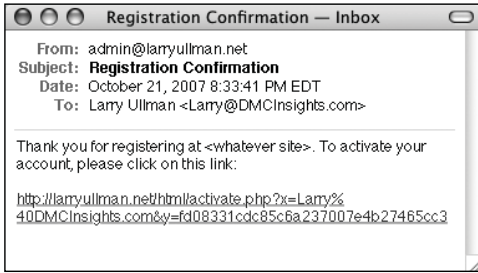 Registration Confirmation — Inbox
From: admin@larryullman.net
Subject: Registration Confirmation
Date: October 21, 2007 8:33:41 PM EDT
To: Larry Ullman <Larry@DMCInsights.com>
Thank you for registering at <whatever site>. To activate your
account, please click on this link:
http://larryullman.net/html/activate.php?x=Larry%
40DMCInsights.com&y=fd08331cdc85c6a237007e4b27465cc3